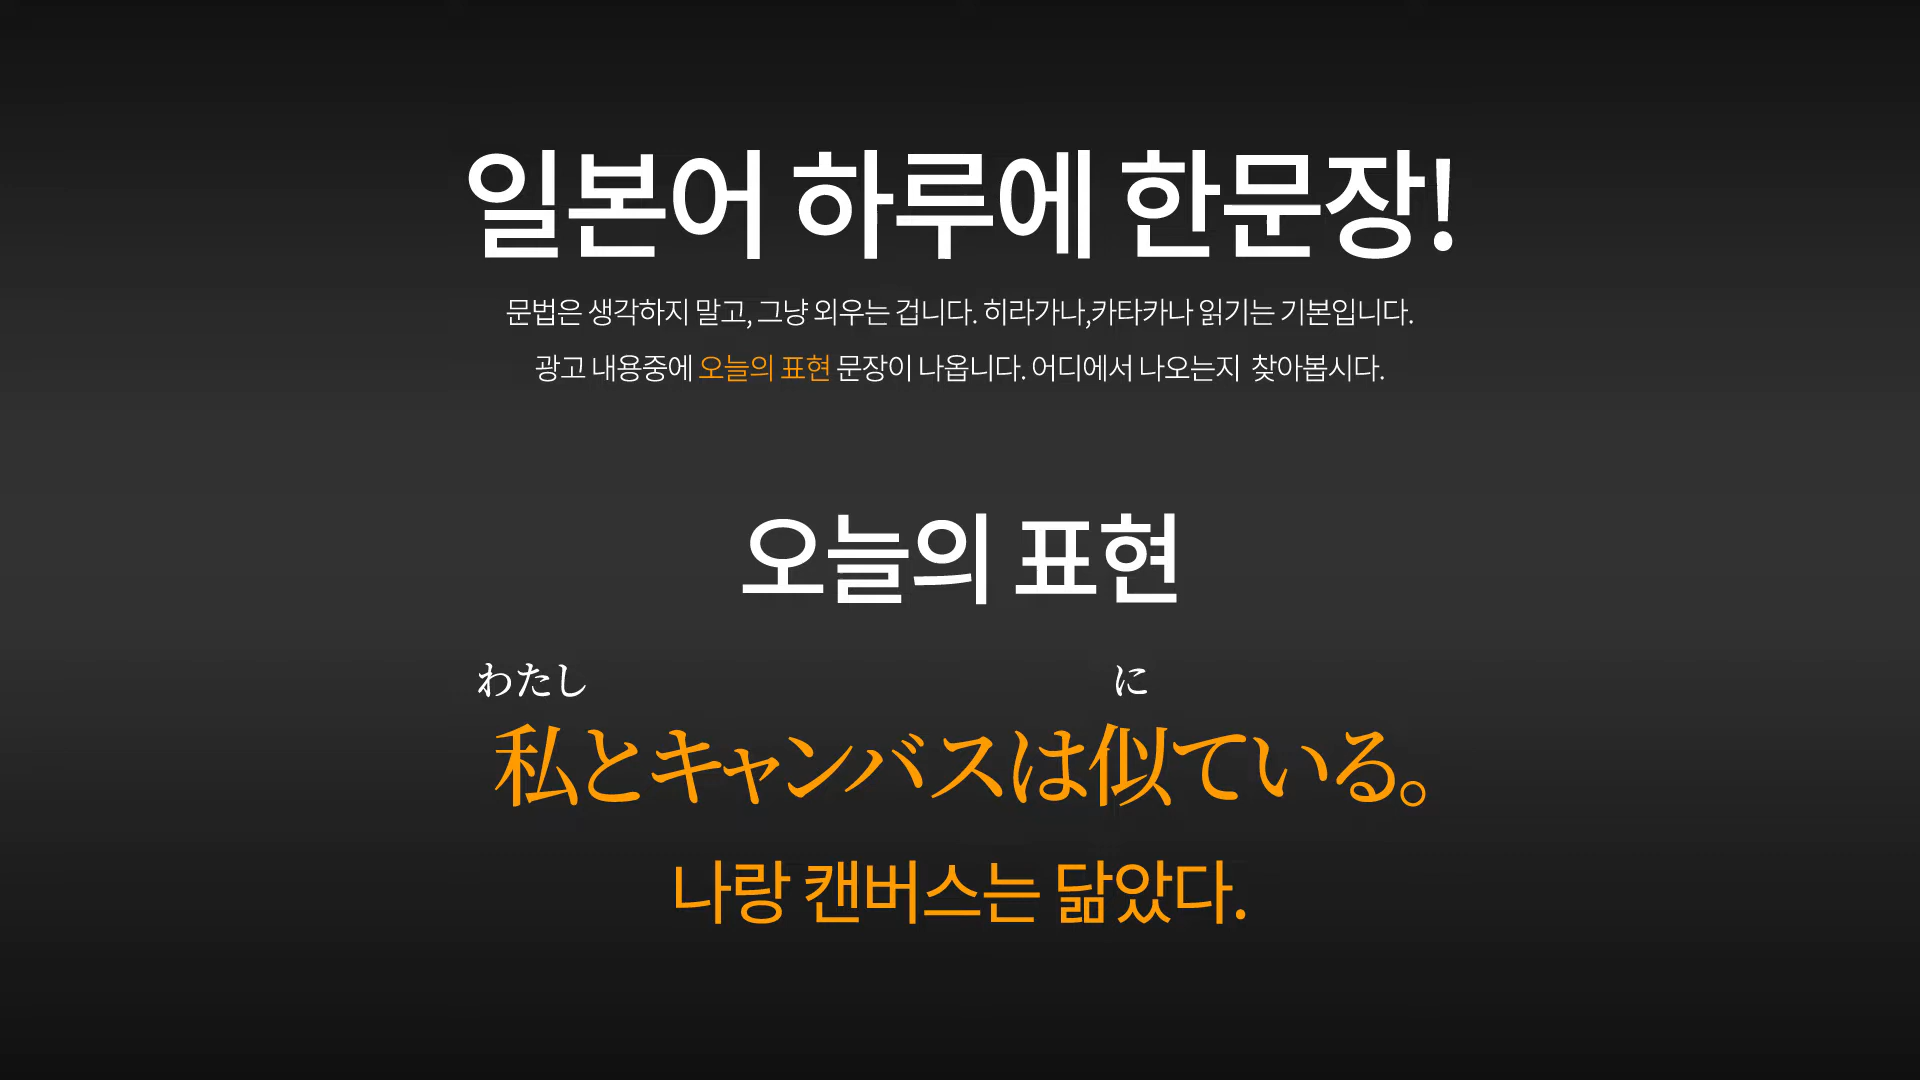 일본어 하루에 한문장!
문법은 생각하지 말고, 그냥 외우는 겁니다. 히라가나,카타카나 읽기는 기본입니다.
광고 내용중에 오늘의 표현 문장이 나옵니다. 어디에서 나오는지 찾아봅시다.
오늘의 표현
わたし に
私とキャンバスは似ている。
나랑 캔버스는 닮았다.